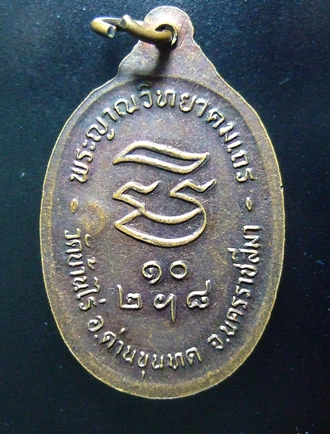 พระญาณวิทยาคมเถร
๑๐
๒ ๕ ๘
วัดบ้านไร่ อ.ด่านขุนทด จ.นครราชสีมา